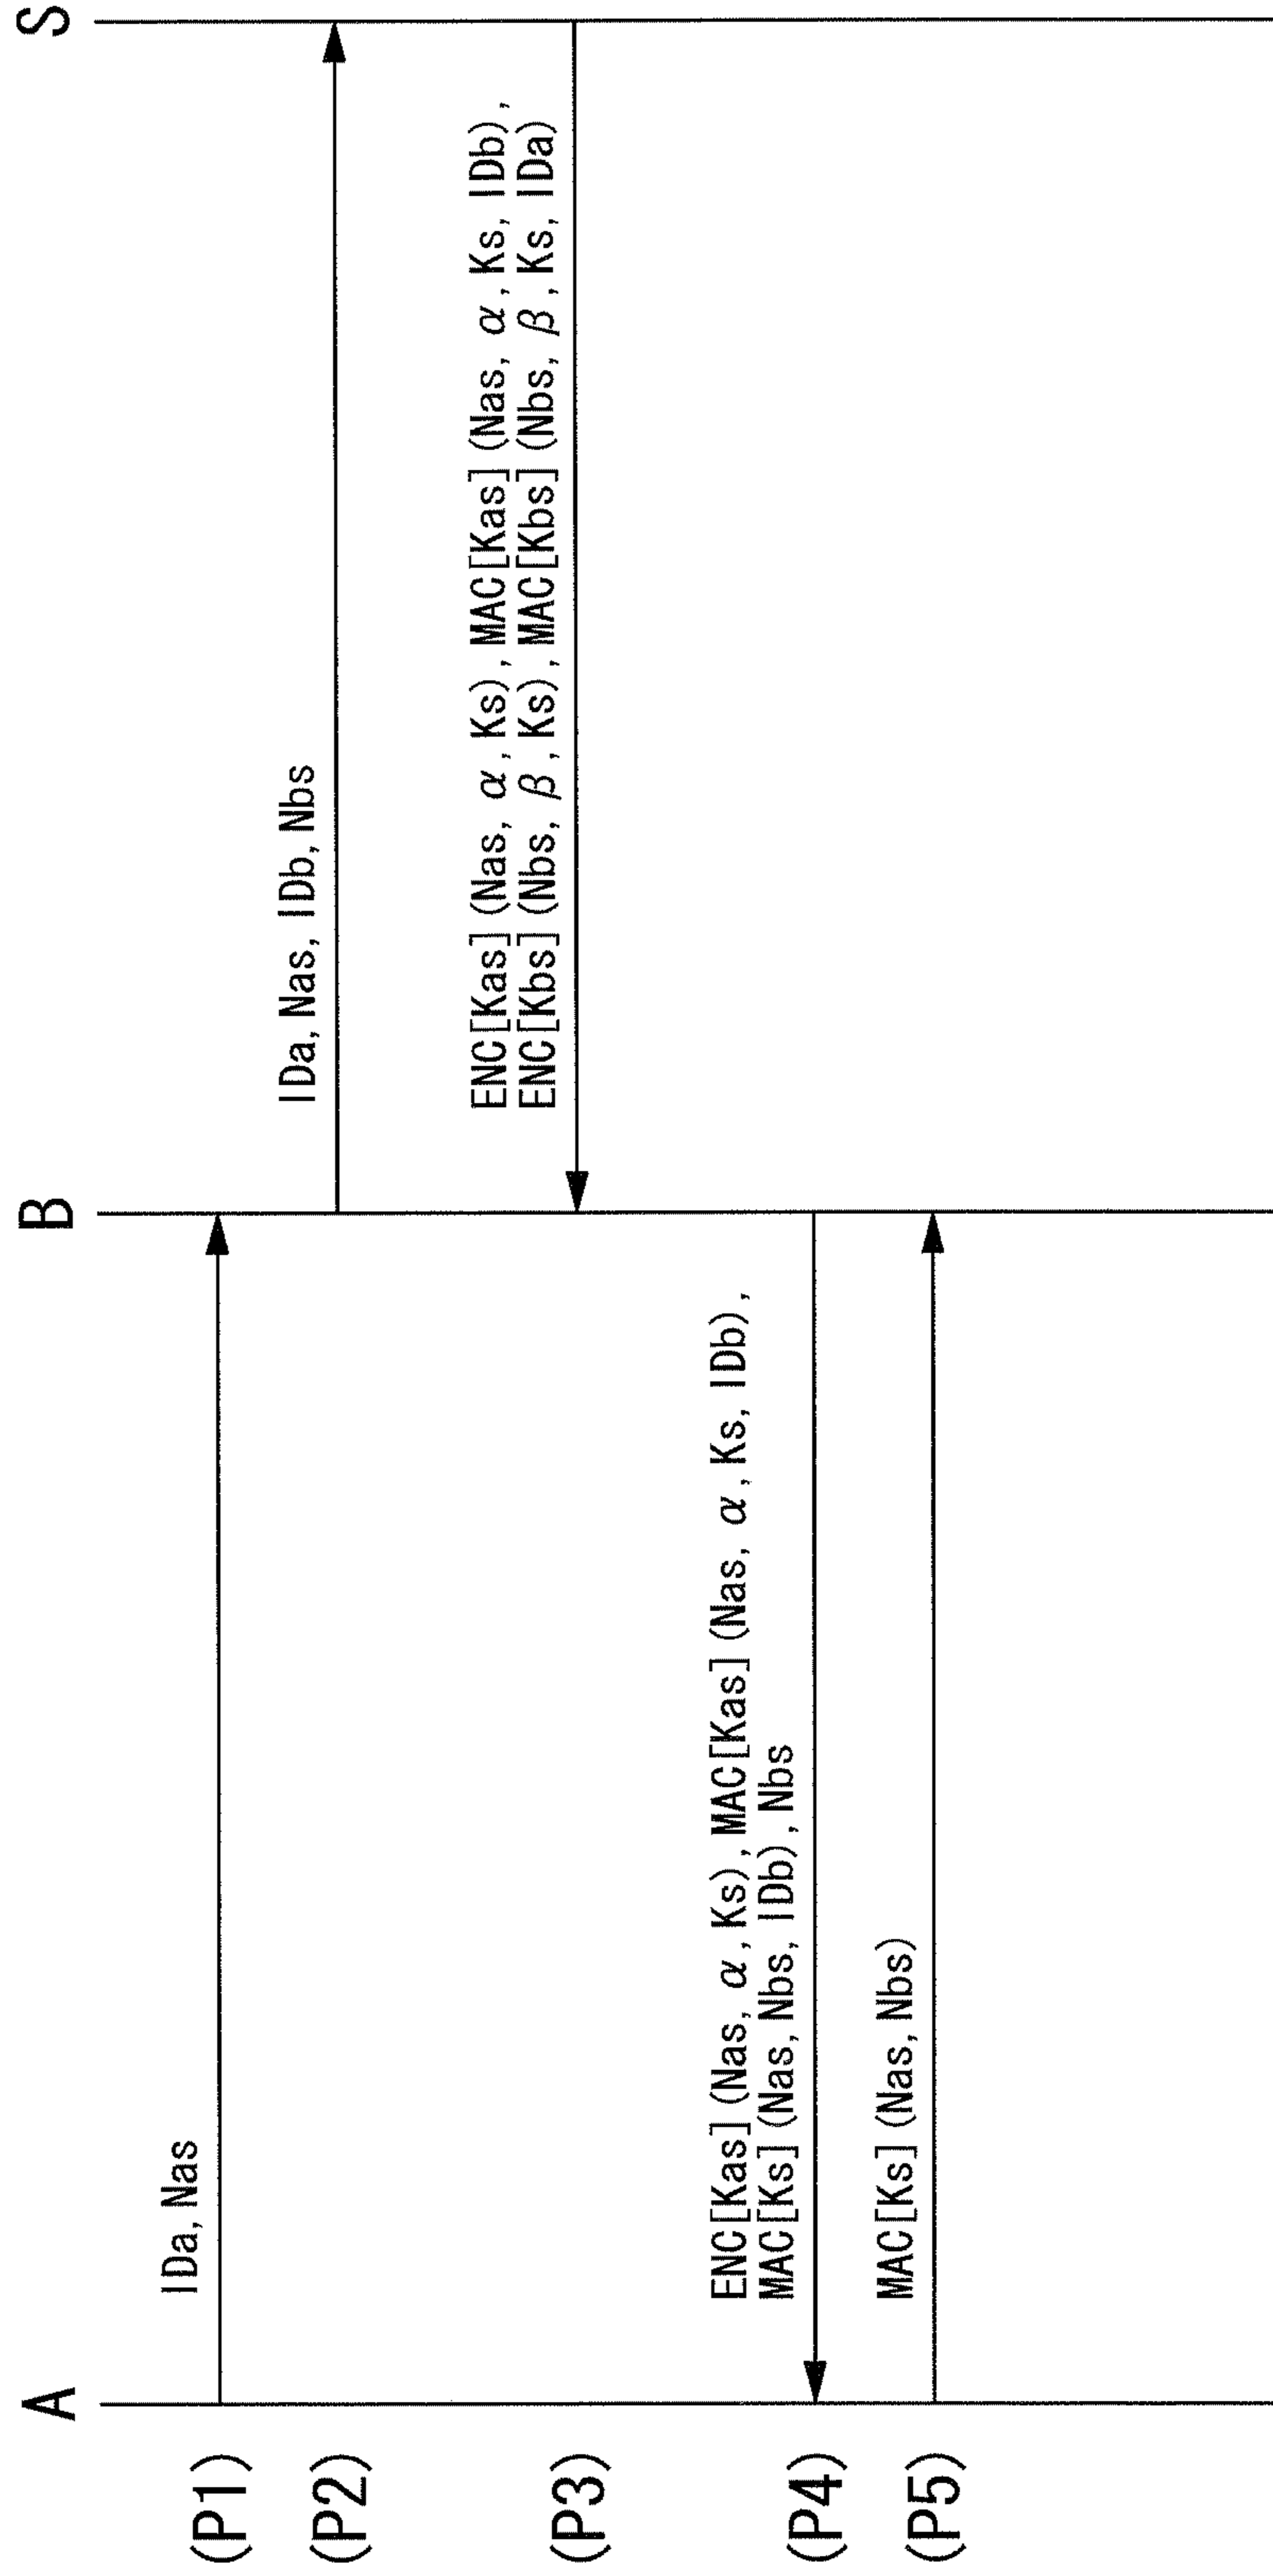 A
B
S
(P1)
IDa, Nas
(P2)
IDa, Nas, IDb, Nbs
(P3)
ENC[Kas](Nas, α, Ks), MAC[Kas](Nas, α, Ks, IDb),
ENC[Kbs](Nbs, β, Ks), MAC[Kbs](Nbs, β, Ks, IDa)
(P4)
ENC[Kas](Nas, α, Ks), MAC[Kas](Nas, α, Ks, IDb),
MAC[Ks](Nas, Nbs, IDb), Nbs
(P5)
MAC[Ks](Nas, Nbs)